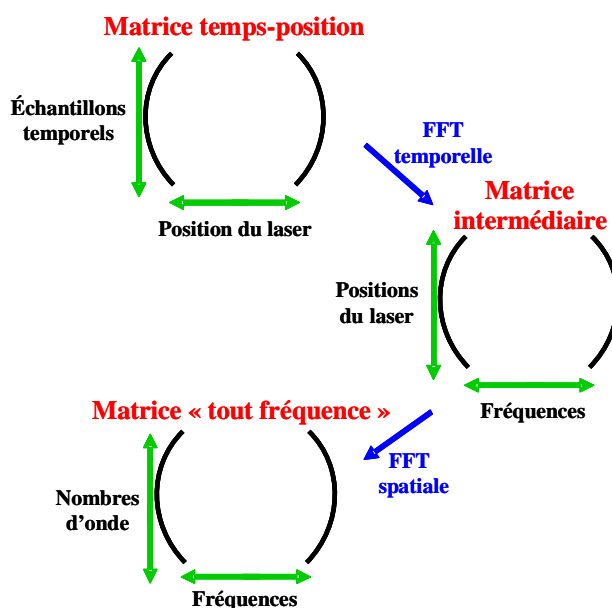 Matrice temps-position
Échantillons
temporels
Position du laser
FFT
temporelle
Matrice
intermédiaire
Positions
du laser
Fréquences
Matrice « tout fréquence »
FFT
spatiale
Nombres
d’onde
Fréquences